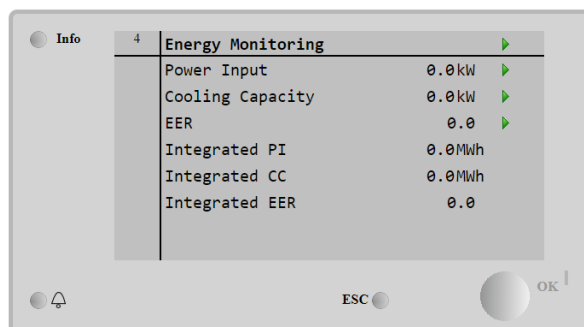 Info
4 Energy Monitoring
Power Input 0.0kW
Cooling Capacity 0.0kW
EER 0.0
Integrated PI 0.0MWh
Integrated CC 0.0MWh
Integrated EER 0.0
ESC
OK